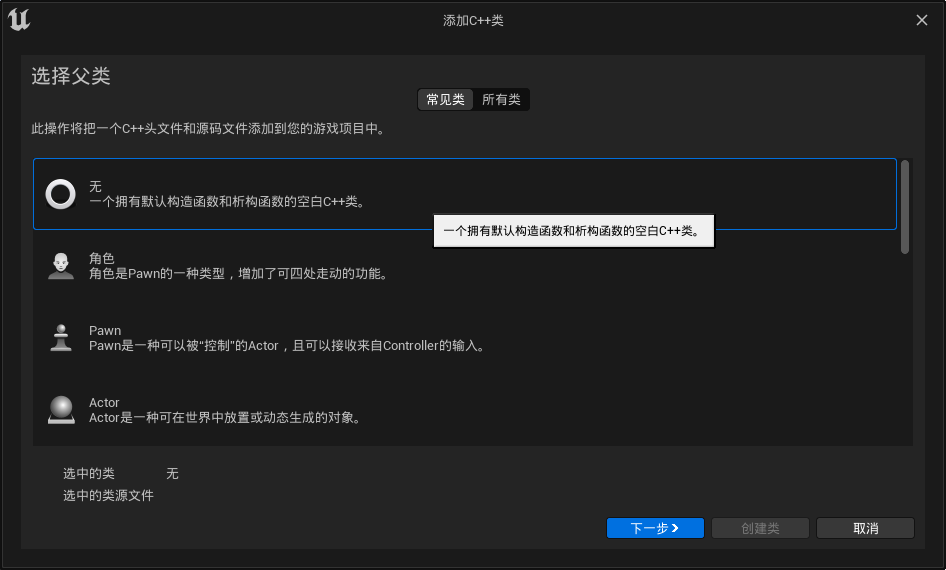 添加C++类
选择父类
常见类
所有类
此操作将把一个C++头文件和源码文件添加到您的游戏项目中。
无
一个拥有默认构造函数和析构函数的空白C++类。
一个拥有默认构造函数和析构函数的空白C++类。
角色
角色是Pawn的一种类型，增加了可四处走动的功能。
Pawn
Pawn是一种可以被“控制”的Actor，且可以接收来自Controller的输入。
Actor
Actor是一种可在世界中放置或动态生成的对象。
选中的类 无
选中的类源文件
下一步
创建类
取消